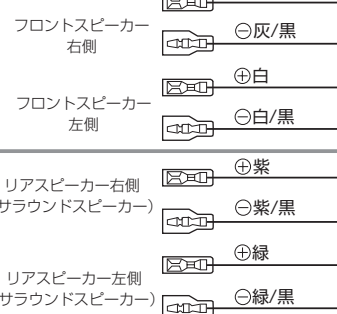 フロントスピーカー
右側
⊖灰/黒
⊕白
フロントスピーカー
左側
⊖白/黒
⊕紫
リアスピーカー右側
サラウンドスピーカー)
⊖紫/黒
⊕緑
リアスピーカー左側
サラウンドスピーカー)
⊖緑/黒